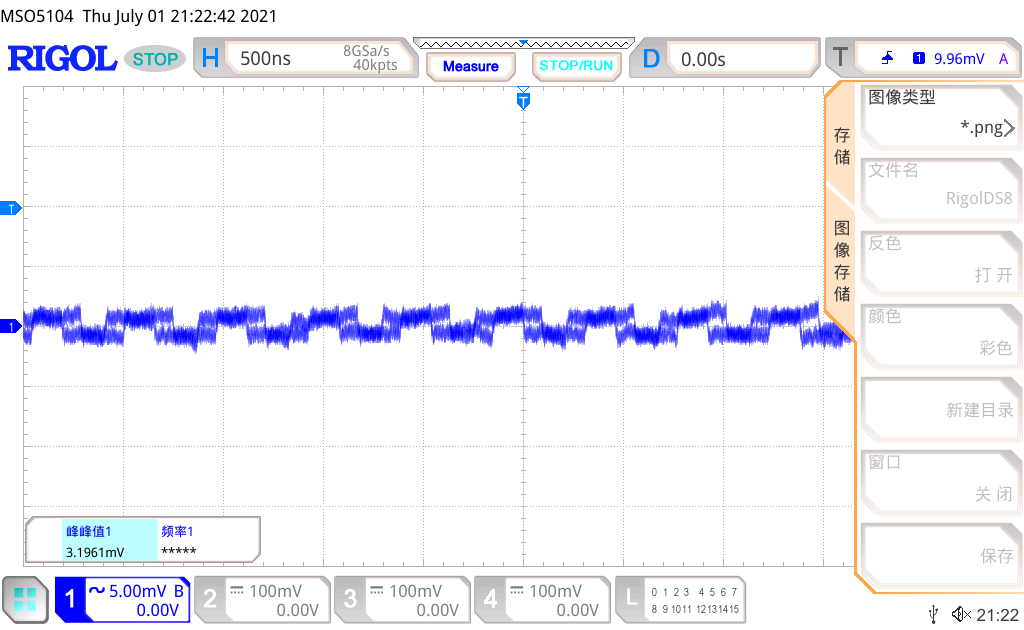 MSO5104 Thu July 01 21:22:42 2021
RIGOL STOP H 500ns 8GSa/s 40kpts Measure STOP/RUN D 0.00s T 1 9.96mV A
T
T
1
存储
图像存储
图像类型
*.png
文件名
RigolDS8
反色
打开
颜色
彩色
新建目录
窗口
关闭
保存
峰峰值1 频率1
3.1961mV *****
1 5.00mV B 0.00V
2 100mV 0.00V
3 100mV 0.00V
4 100mV 0.00V
L 0 1 2 3 4 5 6 7
8 9 10 11 12 13 14 15
21:22